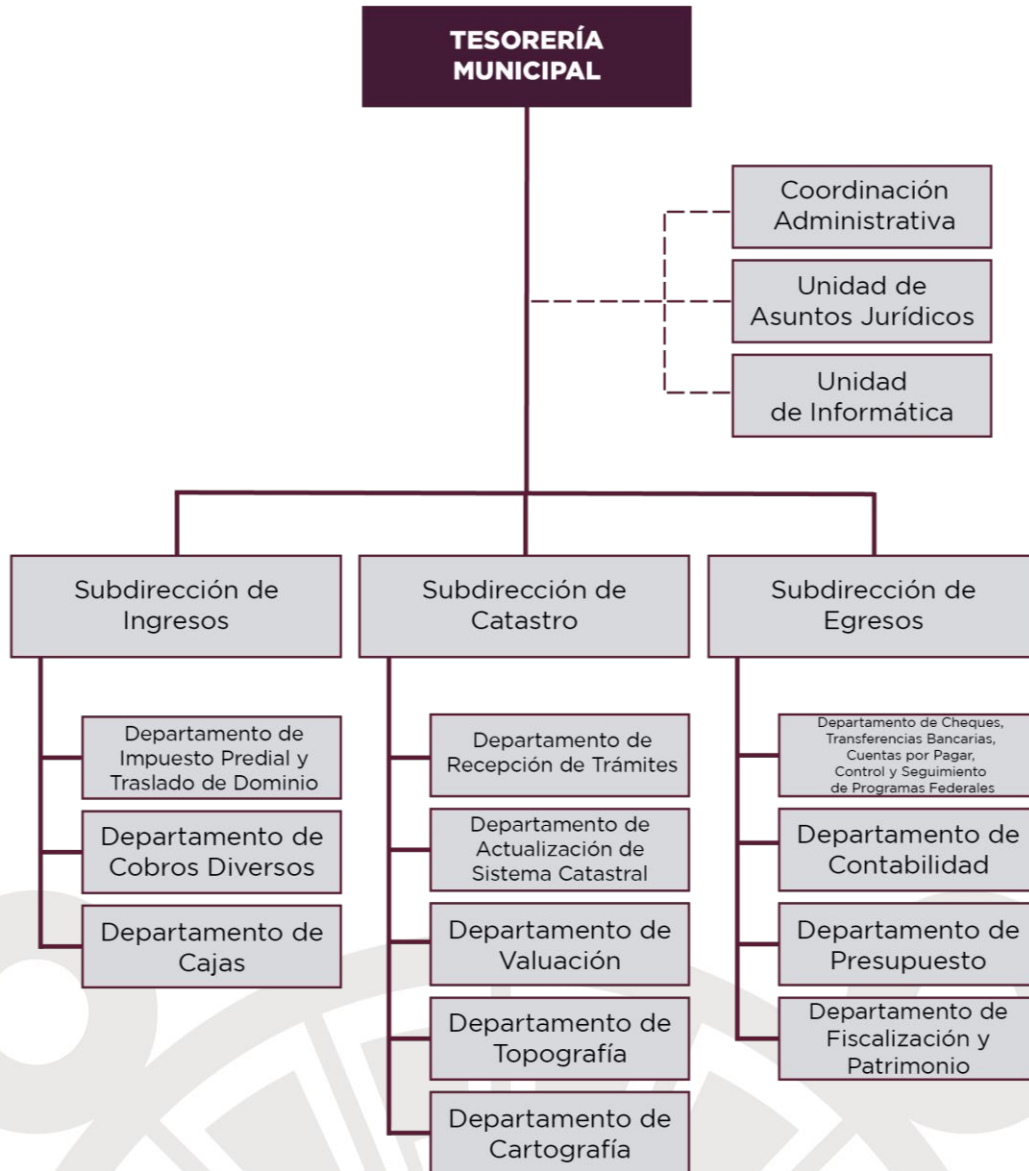 TESORERÍA
MUNICIPAL
Coordinación
Administrativa
Unidad de
Asuntos Jurídicos
Unidad
de Informática
Subdirección de
Ingresos
Departamento de
Impuesto Predial y
Traslado de Dominio
Departamento de
Cobros Diversos
Departamento de
Cajas
Subdirección de
Catastro
Departamento de
Recepción de Trámites
Departamento de
Actualización de
Sistema Catastral
Departamento de
Valuación
Departamento de
Topografía
Departamento de
Cartografía
Subdirección de
Egresos
Departamento de Cheques,
Transferencias Bancarias,
Cuentas por Pagar,
Control y Seguimiento
de Programas Federales
Departamento de
Contabilidad
Departamento de
Presupuesto
Departamento de
Fiscalización y
Patrimonio